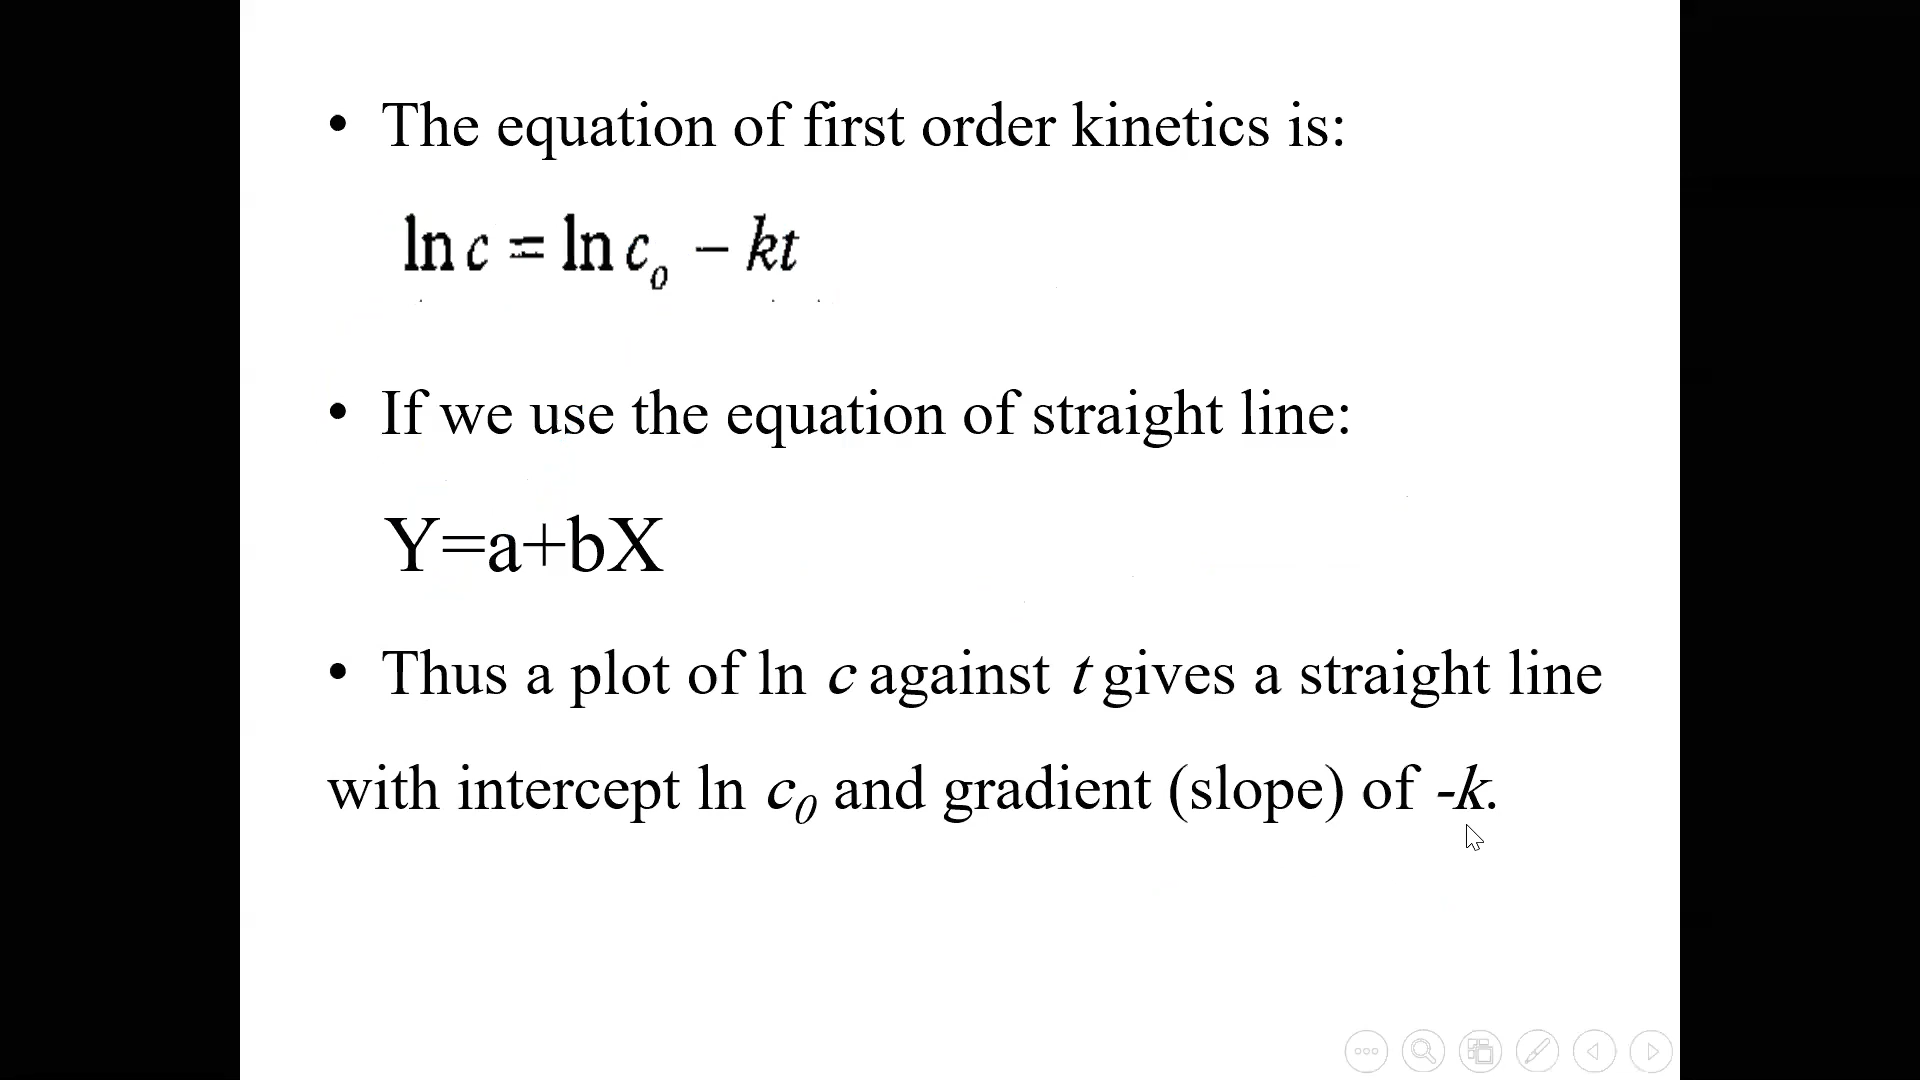 • The equation of first order kinetics is:
ln c = ln c₀ − kt
• If we use the equation of straight line:
Y=a+bX
• Thus a plot of ln c against t gives a straight line
with intercept ln c₀ and gradient (slope) of -k.